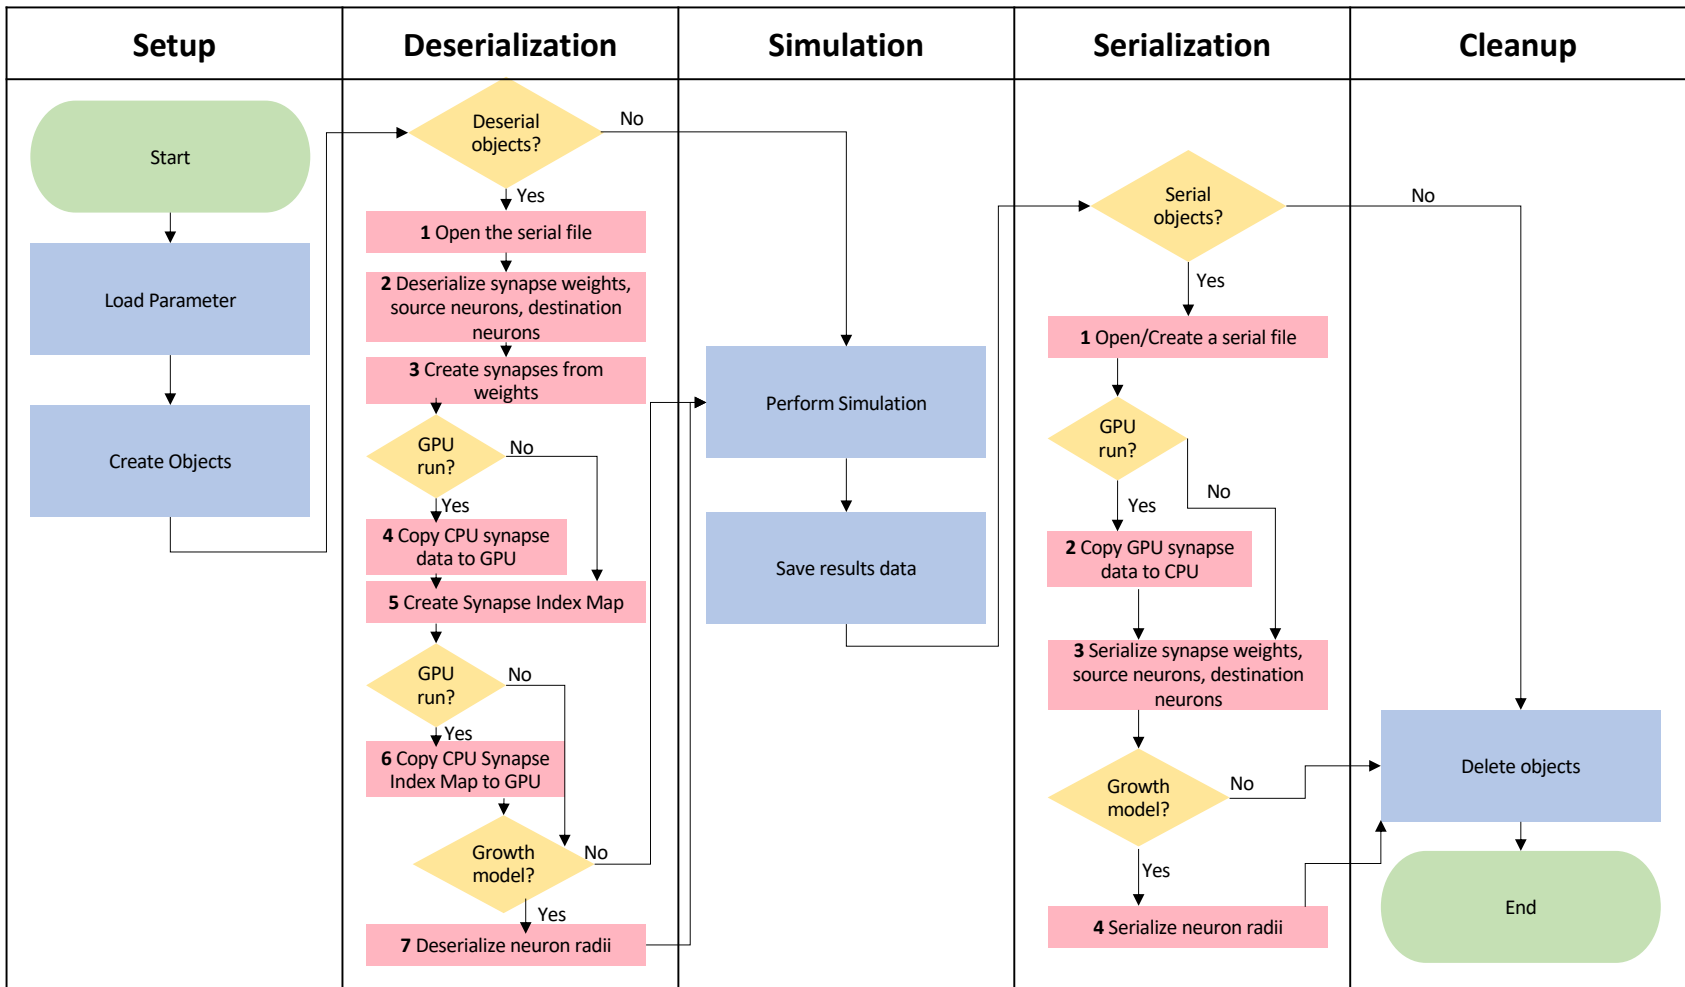 Setup
Deserialization
Simulation
Serialization
Cleanup
Start
Load Parameter
Create Objects
Deserial
objects?
No
Yes
1 Open the serial file
2 Deserialize synapse weights,
source neurons, destination
neurons
3 Create synapses from
weights
GPU
run?
No
Yes
4 Copy CPU synapse
data to GPU
5 Create Synapse Index Map
GPU
run?
No
Yes
6 Copy CPU Synapse
Index Map to GPU
Growth
model?
No
Yes
7 Deserialize neuron radii
Perform Simulation
Save results data
Serial
objects?
No
Yes
1 Open/Create a serial file
GPU
run?
No
Yes
2 Copy GPU synapse
data to CPU
3 Serialize synapse weights,
source neurons, destination
neurons
Growth
model?
No
Yes
4 Serialize neuron radii
Delete objects
End